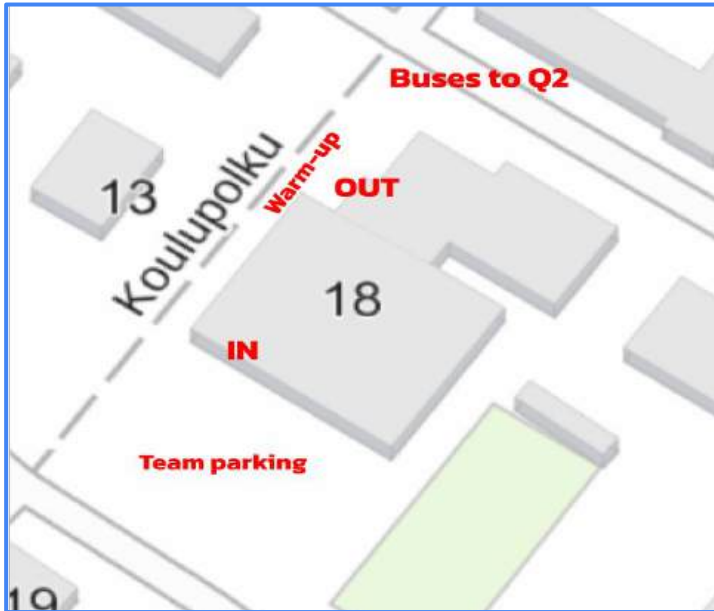 Buses to Q2
Warm-up
OUT
13
Koulupolku
18
IN
Team parking
19